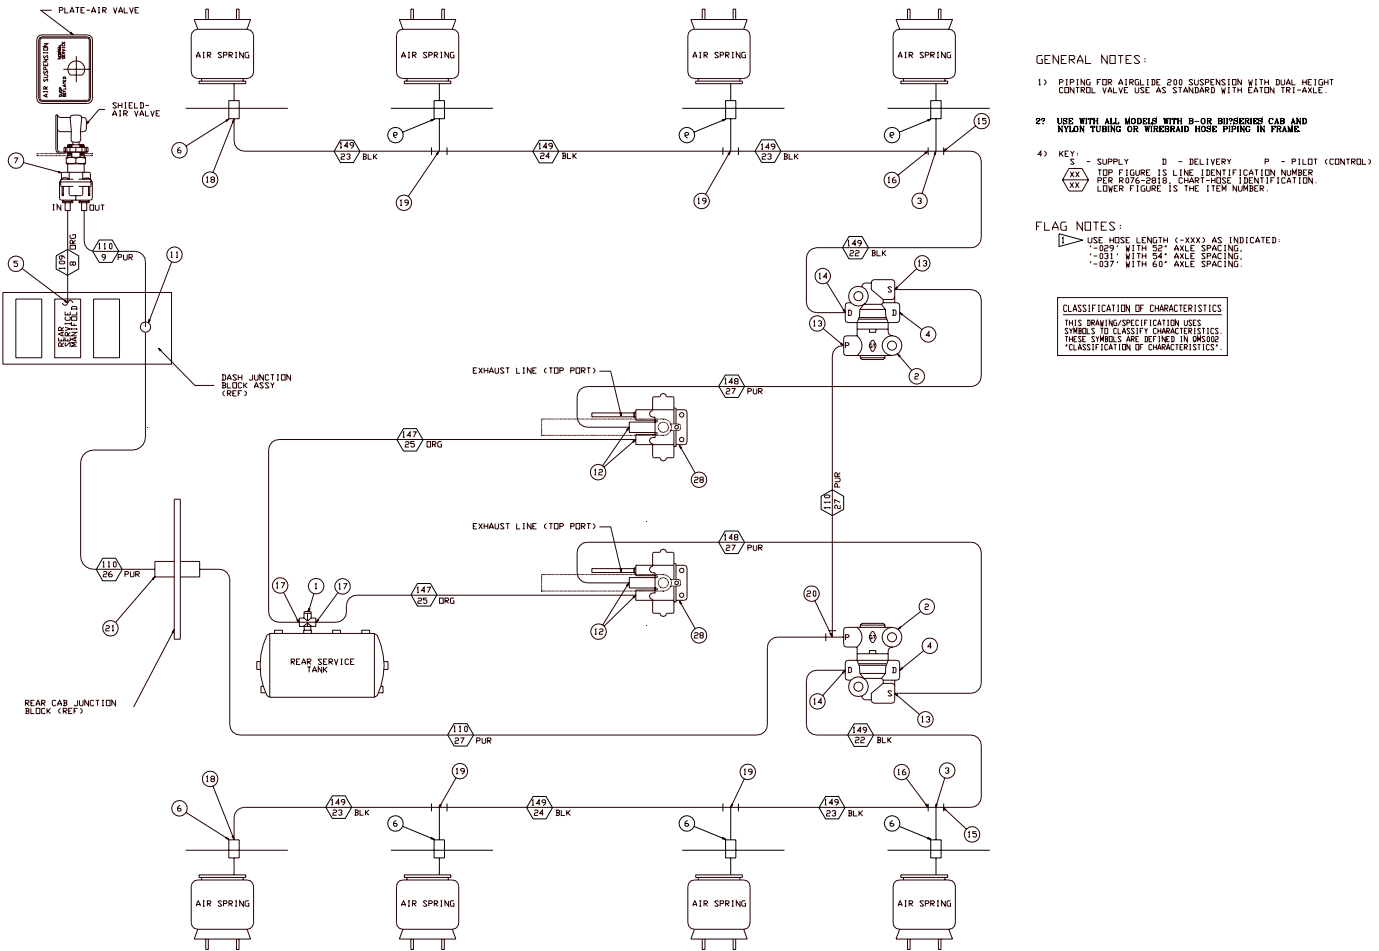 PLATE-AIR VALVE
AIR SUSPENSION
NORMAL
SERVICE
SUSP
DEFLATED
SHIELD-
AIR VALVE
7
IN
OUT
109
8
ORG
110
9
PUR
5
11
REAR
SERVICE
MANIFOLD
DASH JUNCTION
BLOCK ASSY
(REF)
AIR SPRING
AIR SPRING
AIR SPRING
AIR SPRING
6
18
149
23
BLK
19
149
24
BLK
19
149
23
BLK
15
16
3
149
22
BLK
13
14
S
D
D
13
P
4
2
EXHAUST LINE (TOP PORT)
148
27
PUR
147
25
ORG
12
28
110
27
PUR
EXHAUST LINE (TOP PORT)
148
27
PUR
110
26
PUR
21
17
1
17
147
25
ORG
12
28
20
2
P
4
D
D
S
14
13
REAR SERVICE
TANK
REAR CAB JUNCTION
BLOCK (REF)
110
27
PUR
149
22
BLK
18
6
149
23
BLK
19
6
149
24
BLK
19
6
149
23
BLK
16
3
15
6
AIR SPRING
AIR SPRING
AIR SPRING
AIR SPRING
GENERAL NOTES:
1) PIPING FOR AIRGLIDE 200 SUSPENSION WITH DUAL HEIGHT
CONTROL VALVE USE AS STANDARD WITH EATON TRI-AXLE.
2? USE WITH ALL MODELS WITH B-OR BII?SERIES CAB AND
NYLON TUBING OR WIREBRAID HOSE PIPING IN FRAME
4) KEY:
S - SUPPLY D - DELIVERY P - PILOT (CONTROL)
XX TOP FIGURE IS LINE IDENTIFICATION NUMBER
PER R076-2818, CHART-HOSE IDENTIFICATION.
XX LOWER FIGURE IS THE ITEM NUMBER.
FLAG NOTES:
1 USE HOSE LENGTH (-XXX) AS INDICATED:
'-029' WITH 52" AXLE SPACING,
'-031' WITH 54" AXLE SPACING,
'-037' WITH 60" AXLE SPACING.
CLASSIFICATION OF CHARACTERISTICS
THIS DRAWING/SPECIFICATION USES
SYMBOLS TO CLASSIFY CHARACTERISTICS.
THESE SYMBOLS ARE DEFINED IN QMS002
"CLASSIFICATION OF CHARACTERISTICS".